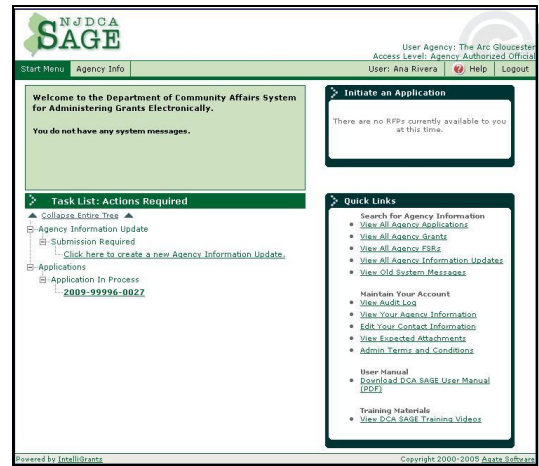 NJDCA
SAGE
User Agency: The Arc Gloucester
Access Level: Agency Authorized Official
Start Menu Agency Info User: Ana Rivera Help Logout
Welcome to the Department of Community Affairs System
for Administering Grants Electronically.
You do not have any system messages.
Initiate an Application
There are no RFPs currently available to you
at this time.
Task List: Actions Required
Collapse Entire Tree
Agency Information Update
Submission Required
Click here to create a new Agency Information Update.
Applications
Application In Process
2009-99996-0027
Quick Links
Search for Agency Information
View All Agency Applications
View All Agency Grants
View All Agency FSRs
View All Agency Information Updates
View Old System Messages
Maintain Your Account
View Audit Log
View Your Agency Information
Edit Your Contact Information
View Expected Attachments
Admin Terms and Conditions
User Manual
Download DCA SAGE User Manual
(PDF)
Training Materials
View DCA SAGE Training Videos
Powered by IntelliGrants Copyright 2000-2005 Agate Software